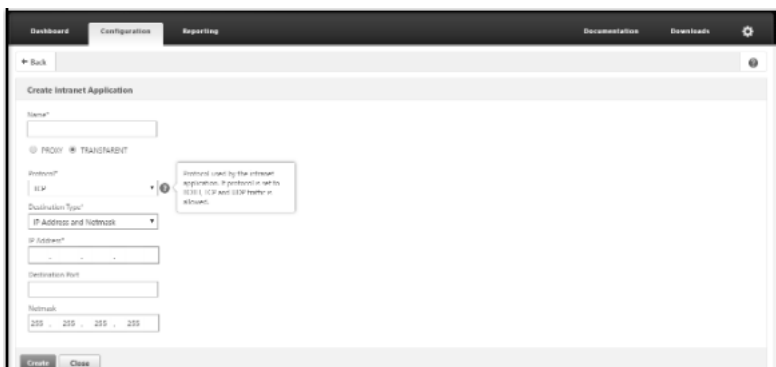 Dashboard Configuration Reporting Documentation Downloads
Back
Create Intranet Application
Name*
PROXY TRANSPARENT
Protocol*
TCP
Protocol used by the intranet
application. If protocol is set to
BOTH, TCP and UDP traffic is
allowed.
Destination Type*
IP Address and Netmask
IP Address*
. . .
Destination Port
Netmask
255 . 255 . 255 . 255
Create Close